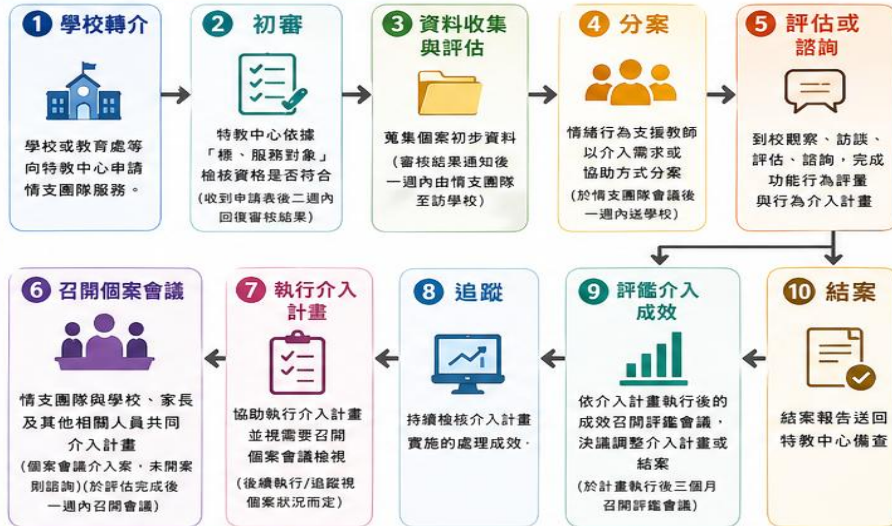 1 學校轉介
學校或教育處等
向特教中心申請
情支團隊服務。
2 初審
特教中心依據
「標、服務對象」
檢核資格是否符合
(收到申請表後二週內
回復審核結果)
3 資料收集
與評估
蒐集個案初步資料
(審核結果通知後
一週內由情支團隊
至訪學校)
4 分案
情緒行為支援教師
以介入需求或
協助方式分案
(於情支團隊會議後
一週內送學校)
5 評估或
諮詢
到校觀察、訪談、
評估、諮詢，完成
功能行為評量
與行為介入計畫
6 召開個案會議
情支團隊與學校、家長
及其他相關人員共同
介入計畫
(個案會議介入案，未開案
則諮詢)(於評估完成後
一週內召開會議)
7 執行介入
計畫
協助執行介入計畫
並視需要召開
個案會議檢視
(後續執行/追蹤視
個案狀況而定)
8 追蹤
持續檢核介入計畫
實施的處理成效.
9 評鑑介入
成效
依介入計畫執行後的
成效召開評鑑會議，
決議調整介入計畫或
結案
(於計畫執行後三個月
召開評鑑會議)
10 結案
結案報告送回
特教中心備查